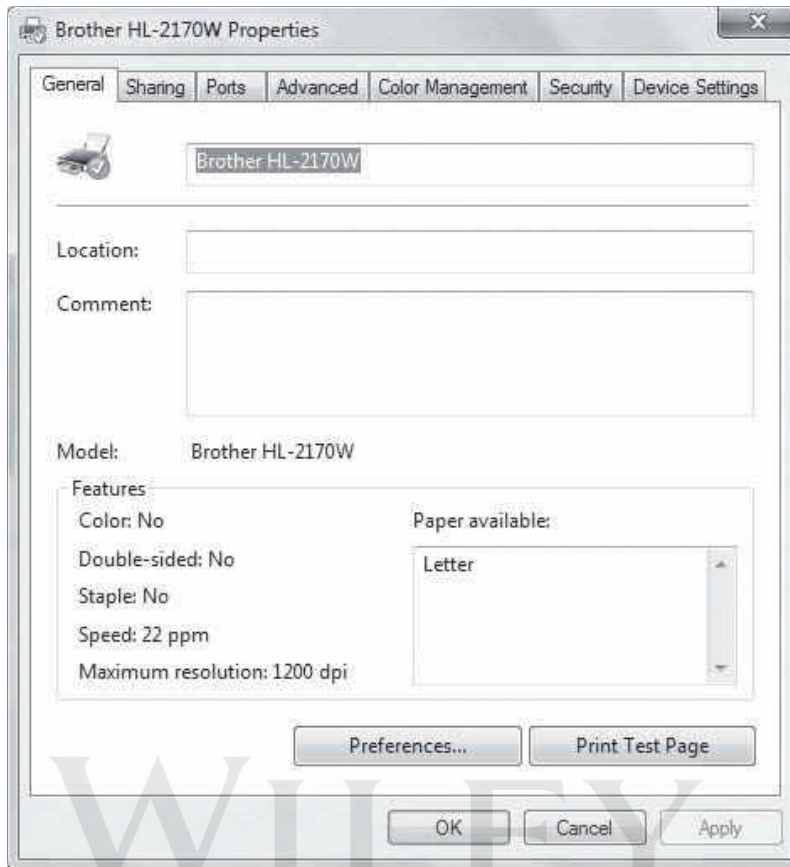 Brother HL-2170W Properties
General Sharing Ports Advanced Color Management Security Device Settings
Brother HL-2170W
Location:
Comment:
Model: Brother HL-2170W
Features
Color: No
Double-sided: No
Staple: No
Speed: 22 ppm
Maximum resolution: 1200 dpi
Paper available:
Letter
Preferences... Print Test Page
WILEY
OK Cancel Apply